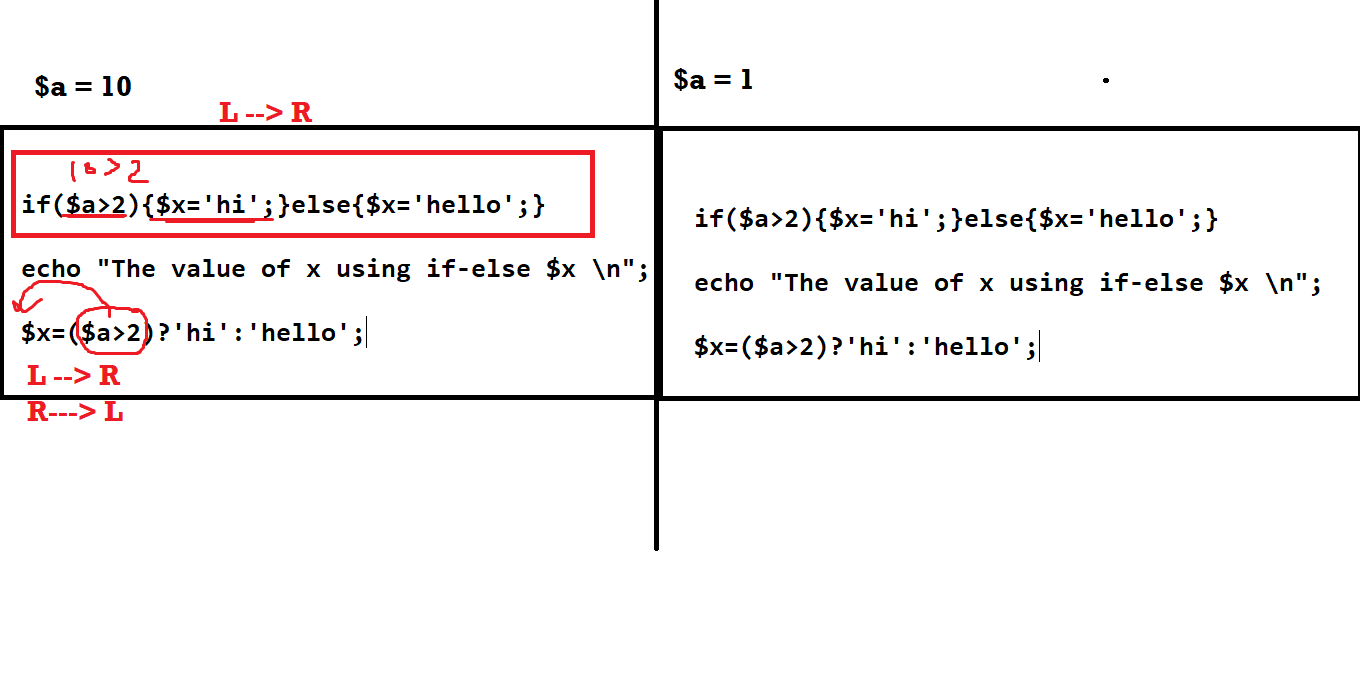 $a = 10
L --> R
10>2
if($a>2){$x='hi';}else{$x='hello';}
echo "The value of x using if-else $x \n";
$x=($a>2)?'hi':'hello';
L --> R
R---> L
$a = 1
if($a>2){$x='hi';}else{$x='hello';}
echo "The value of x using if-else $x \n";
$x=($a>2)?'hi':'hello';